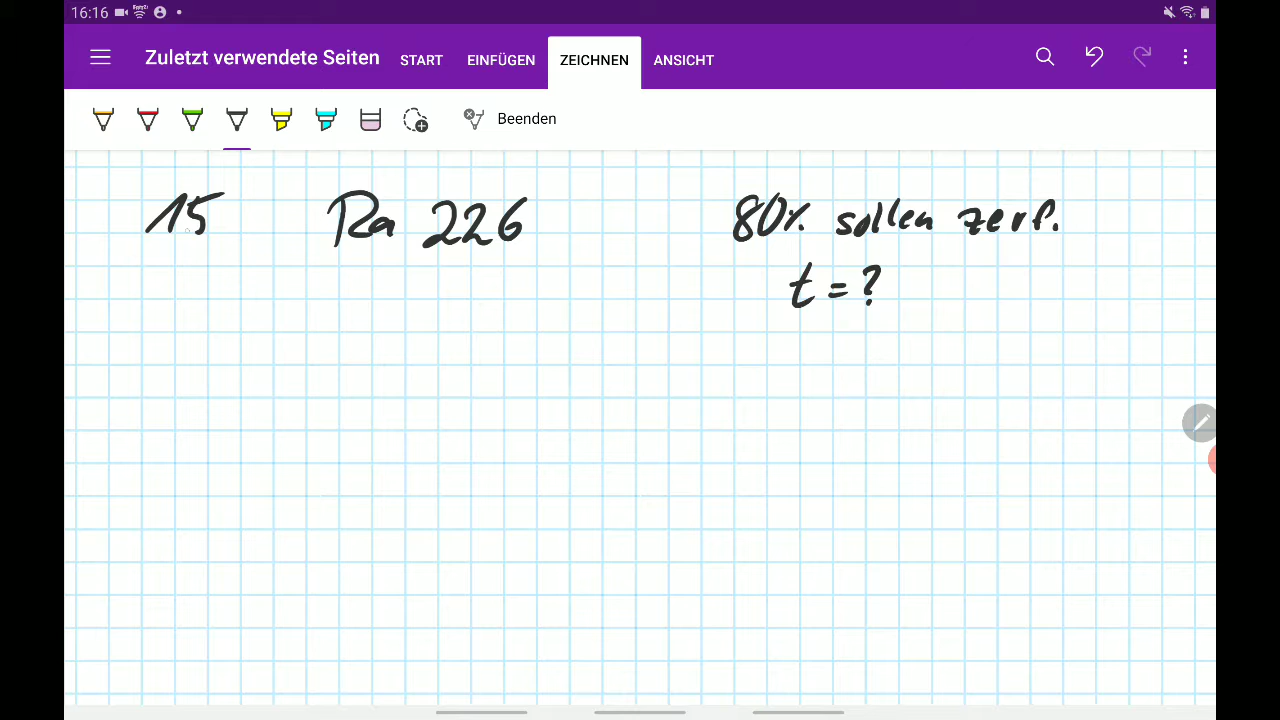 16:16
Zuletzt verwendete Seiten START EINFÜGEN ZEICHNEN ANSICHT
Beenden
15 Ra 226 80% sollen zerf.
t = ?